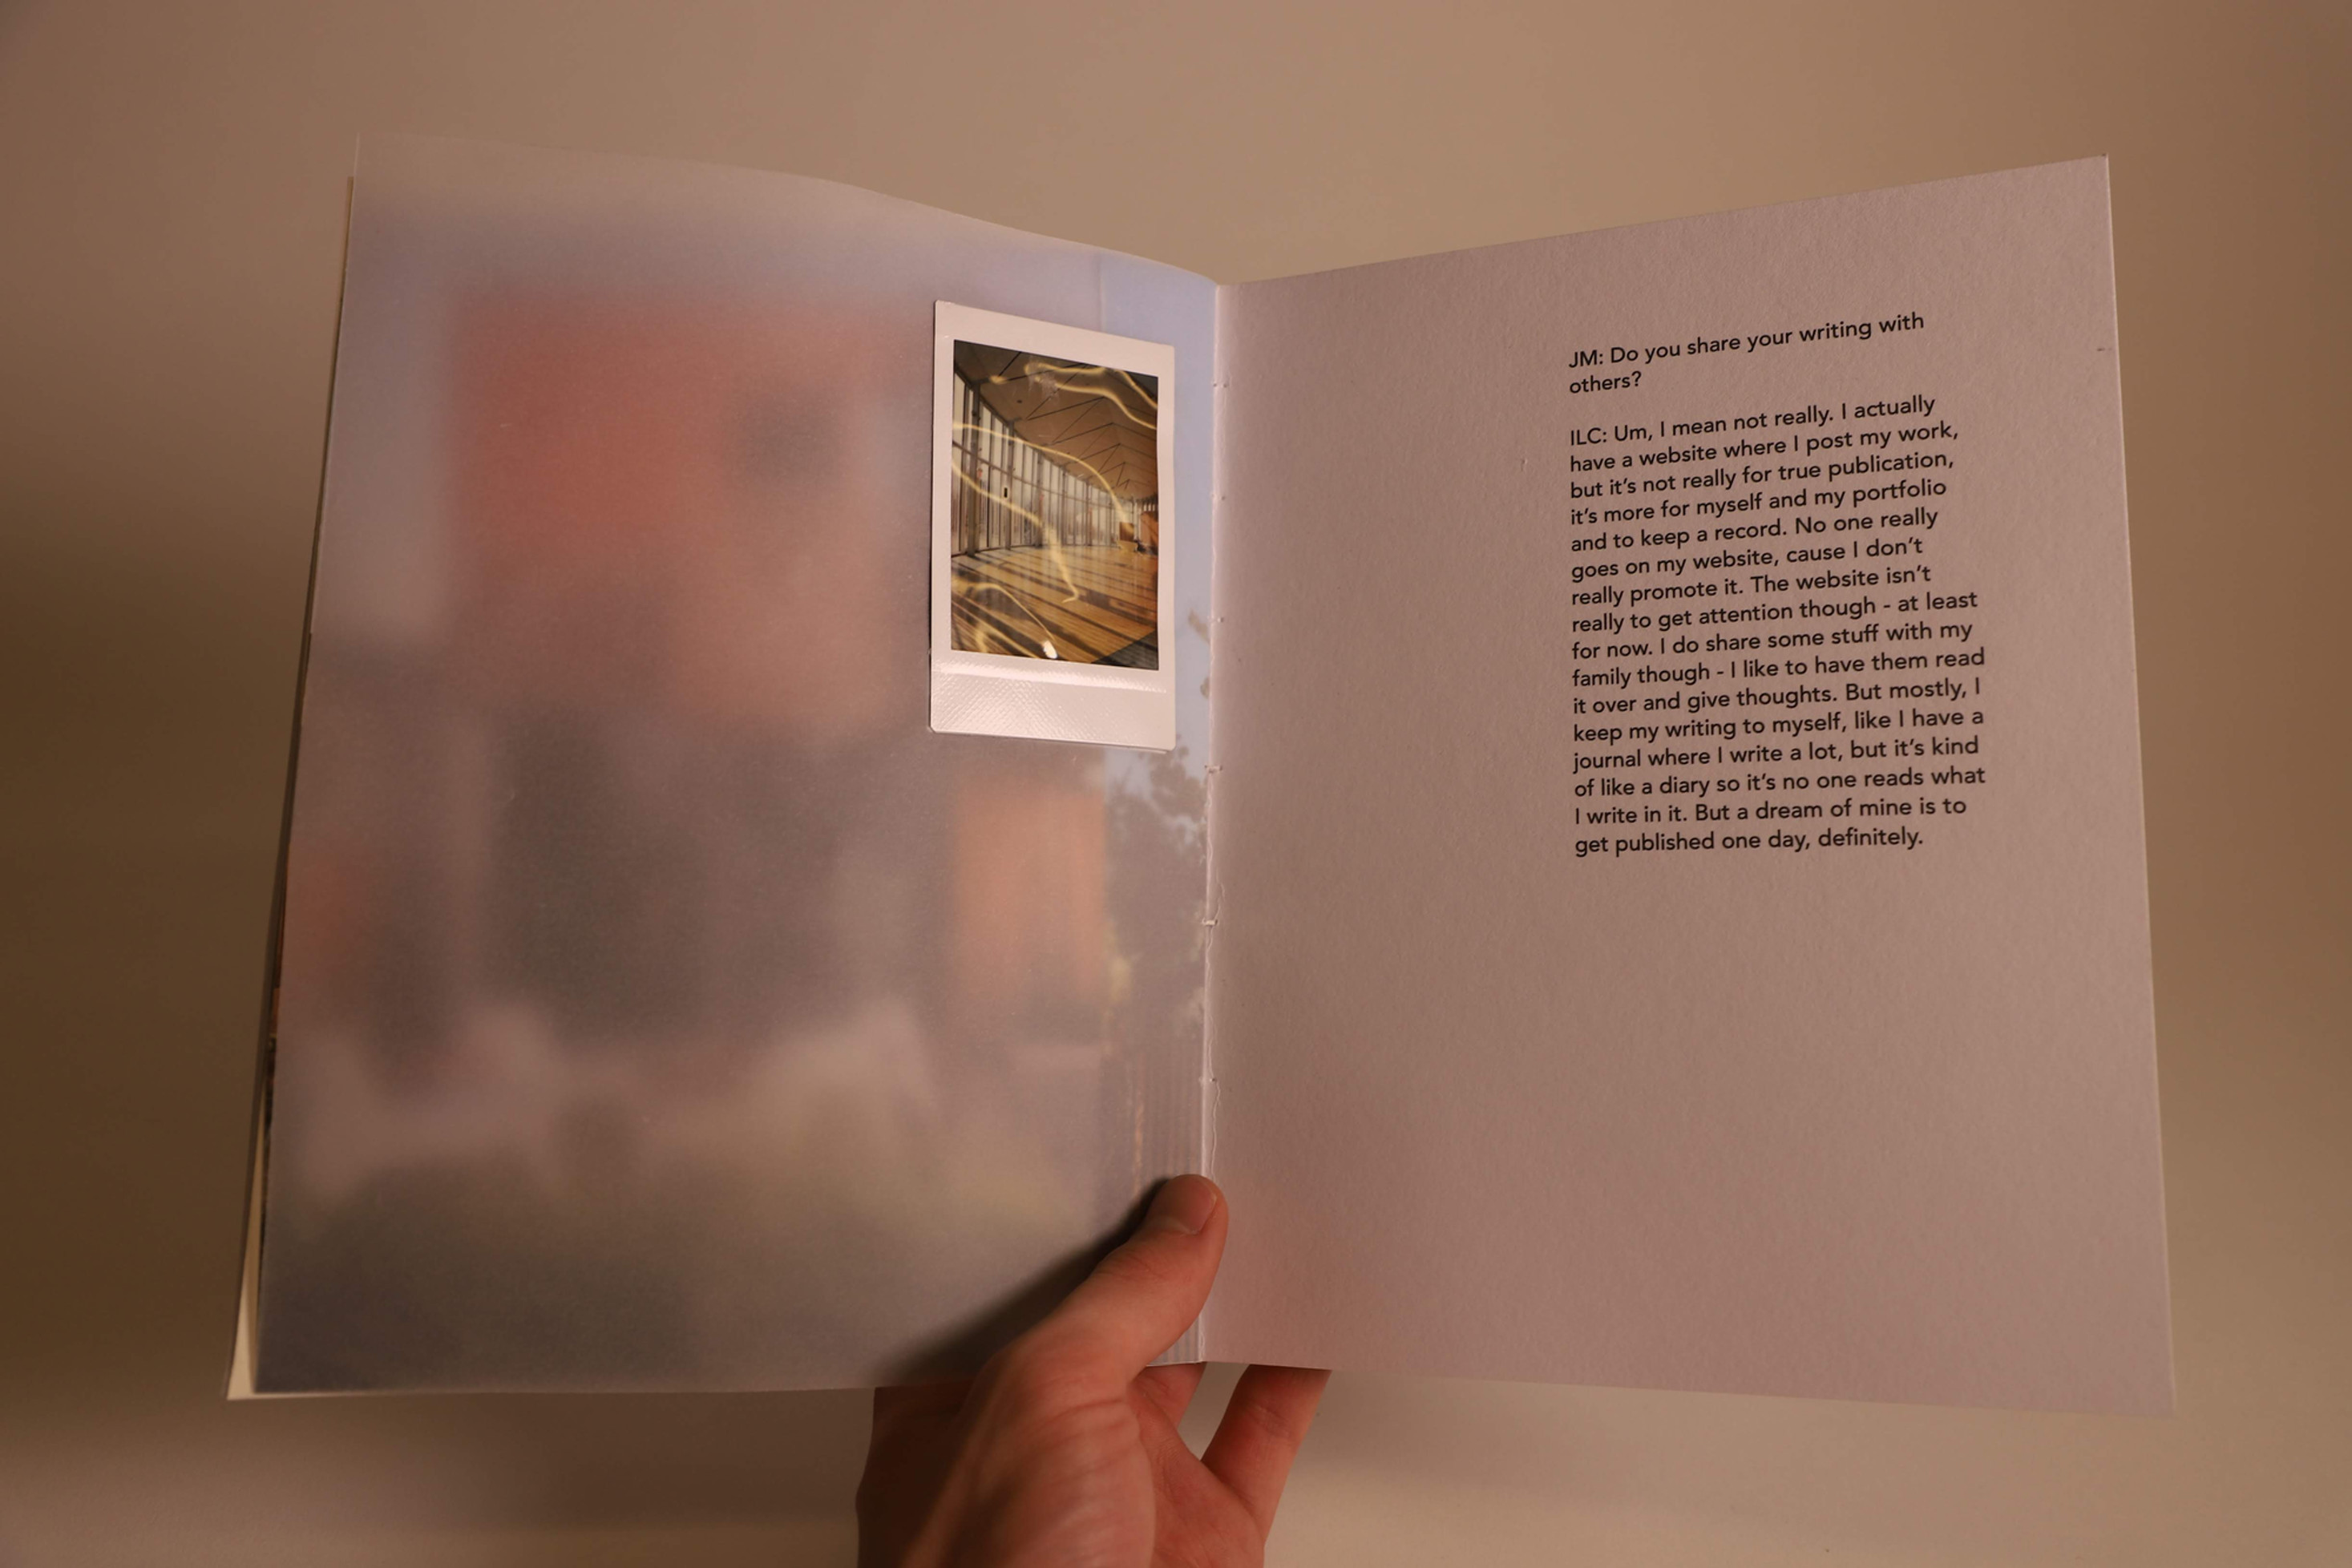 JM: Do you share your writing with
others?
ILC: Um, I mean not really. I actually
have a website where I post my work,
but it's not really for true publication,
it's more for myself and my portfolio
and to keep a record. No one really
goes on my website, cause I don't
really promote it. The website isn't
really to get attention though - at least
for now. I do share some stuff with my
family though - I like to have them read
it over and give thoughts. But mostly, I
keep my writing to myself, like I have a
journal where I write a lot, but it's kind
of like a diary so it's no one reads what
I write in it. But a dream of mine is to
get published one day, definitely.